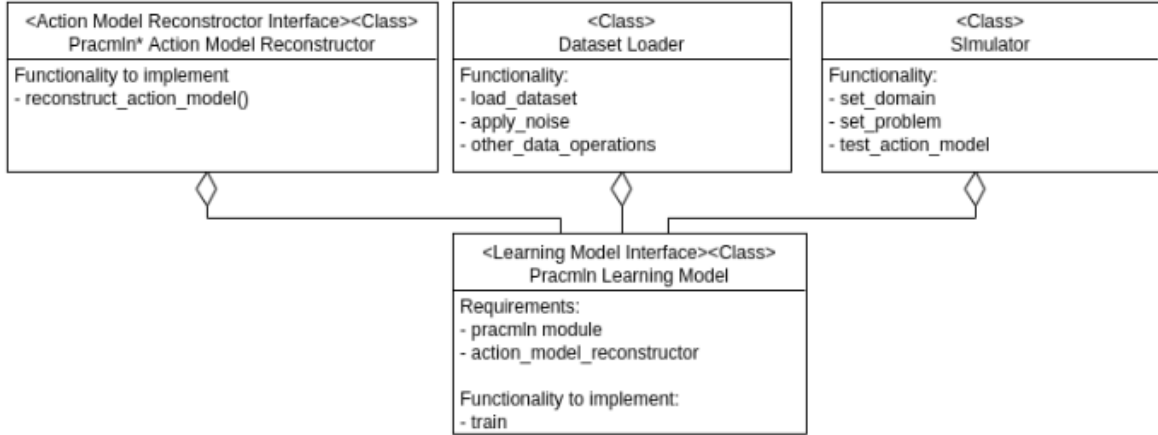 <Action Model Reconstroctor Interface><Class>
Pracmln* Action Model Reconstructor
Functionality to implement
- reconstruct_action_model()
<Class>
Dataset Loader
Functionality:
- load_dataset
- apply_noise
- other_data_operations
<Class>
SImulator
Functionality:
- set_domain
- set_problem
- test_action_model
<Learning Model Interface><Class>
Pracmln Learning Model
Requirements:
- pracmln module
- action_model_reconstructor
Functionality to implement:
- train